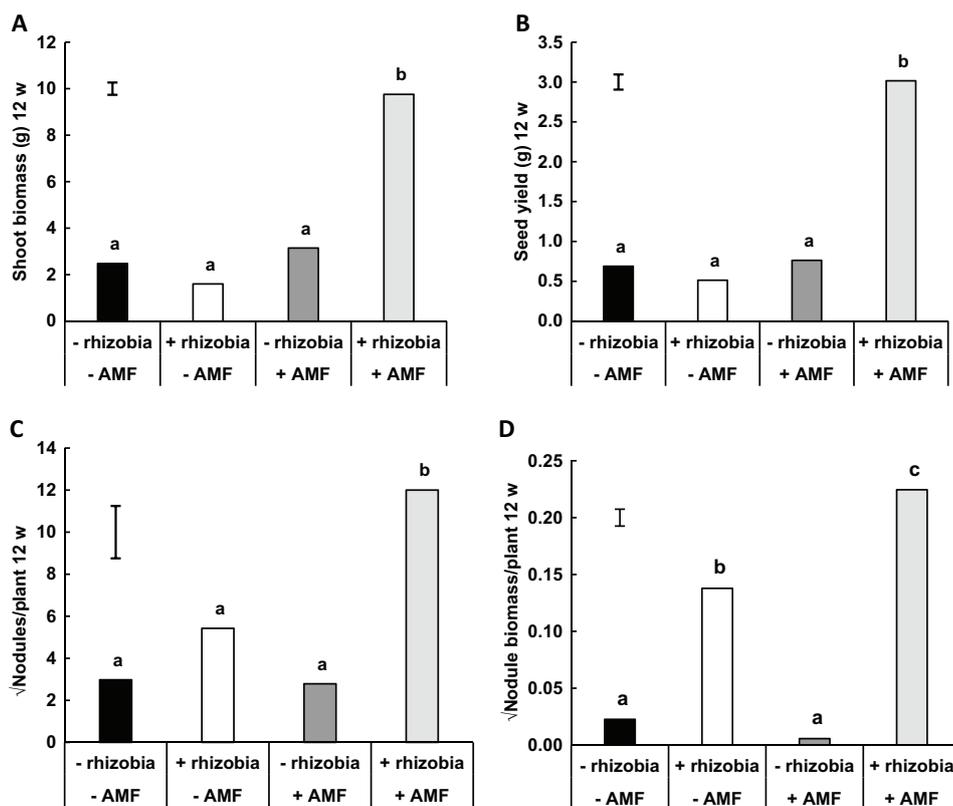 A
Shoot biomass (g) 12 w
12
10
8
6
4
2
0
a
a
a
b
- rhizobia + rhizobia - rhizobia + rhizobia
- AMF - AMF + AMF + AMF
B
Seed yield (g) 12 w
3.5
3.0
2.5
2.0
1.5
1.0
0.5
0.0
a
a
a
b
- rhizobia + rhizobia - rhizobia + rhizobia
- AMF - AMF + AMF + AMF
C
√Nodules/plant 12 w
14
12
10
8
6
4
2
0
a
a
a
b
- rhizobia + rhizobia - rhizobia + rhizobia
- AMF - AMF + AMF + AMF
D
√Nodule biomass/plant 12 w
0.25
0.20
0.15
0.10
0.05
0.00
a
b
a
c
- rhizobia + rhizobia - rhizobia + rhizobia
- AMF - AMF + AMF + AMF